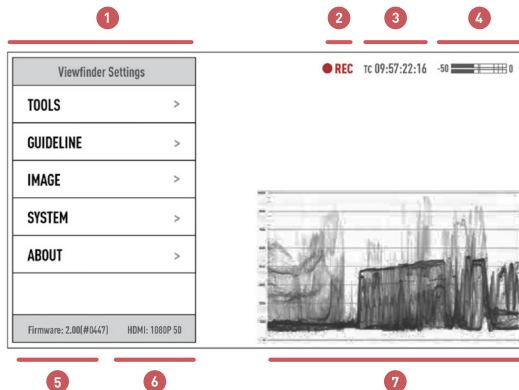 1 2 3 4
Viewfinder Settings
REC TC 09:57:22:16 -50 0
TOOLS >
GUIDELINE >
IMAGE >
SYSTEM >
ABOUT >
Firmware: 2.00(#0447) HDMI: 1080P 50
5 6 7